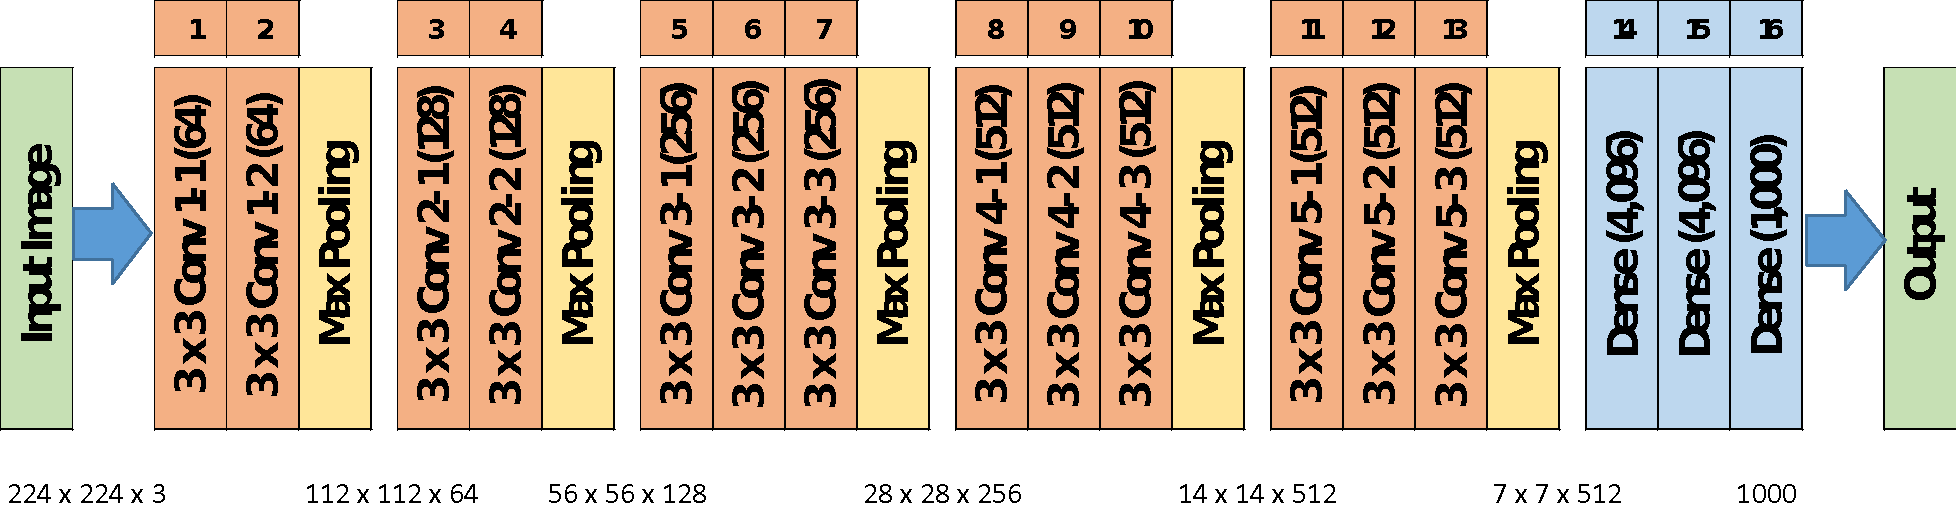 1 2 3 4 5 6 7 8 9 10 11 12 13 14 15 16
Input Image
3 x 3 Conv 1-1 (64)
3 x 3 Conv 1-2 (64)
Max Pooling
3 x 3 Conv 2-1 (128)
3 x 3 Conv 2-2 (128)
Max Pooling
3 x 3 Conv 3-1 (256)
3 x 3 Conv 3-2 (256)
3 x 3 Conv 3-3 (256)
Max Pooling
3 x 3 Conv 4-1 (512)
3 x 3 Conv 4-2 (512)
3 x 3 Conv 4-3 (512)
Max Pooling
3 x 3 Conv 5-1 (512)
3 x 3 Conv 5-2 (512)
3 x 3 Conv 5-3 (512)
Max Pooling
Dense (4,096)
Dense (4,096)
Dense (1,000)
Output
224 x 224 x 3 112 x 112 x 64 56 x 56 x 128 28 x 28 x 256 14 x 14 x 512 7 x 7 x 512 1000